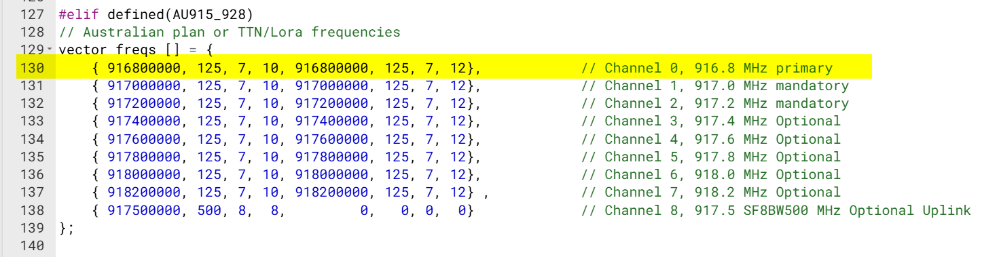 127 #elif defined(AU915_928)
128 // Australian plan or TTN/Lora frequencies
129 vector freqs [] = {
130 { 916800000, 125, 7, 10, 916800000, 125, 7, 12}, // Channel 0, 916.8 MHz primary
131 { 917000000, 125, 7, 10, 917000000, 125, 7, 12}, // Channel 1, 917.0 MHz mandatory
132 { 917200000, 125, 7, 10, 917200000, 125, 7, 12}, // Channel 2, 917.2 MHz mandatory
133 { 917400000, 125, 7, 10, 917400000, 125, 7, 12}, // Channel 3, 917.4 MHz Optional
134 { 917600000, 125, 7, 10, 917600000, 125, 7, 12}, // Channel 4, 917.6 MHz Optional
135 { 917800000, 125, 7, 10, 917800000, 125, 7, 12}, // Channel 5, 917.8 MHz Optional
136 { 918000000, 125, 7, 10, 918000000, 125, 7, 12}, // Channel 6, 918.0 MHz Optional
137 { 918200000, 125, 7, 10, 918200000, 125, 7, 12} , // Channel 7, 918.2 MHz Optional
138 { 917500000, 500, 8, 8, 0, 0, 0, 0} // Channel 8, 917.5 SF8BW500 MHz Optional Uplink
139 };
140